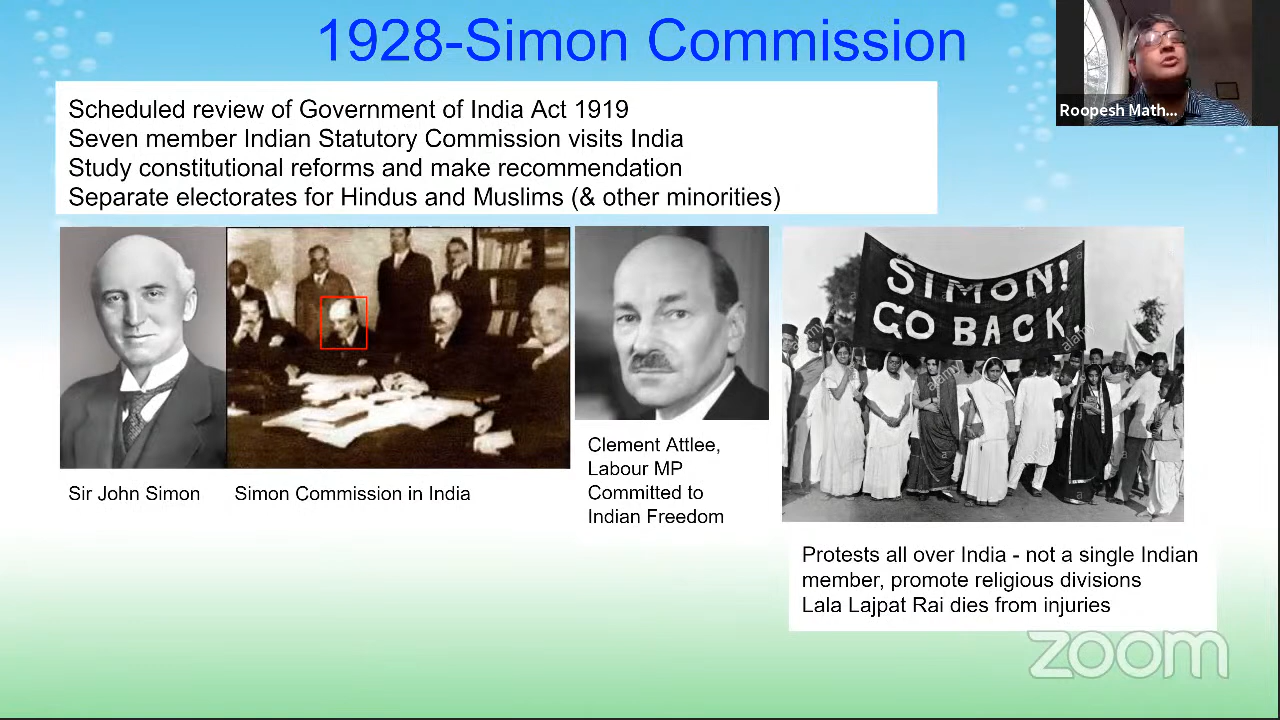 1928-Simon Commission
Roopesh Math...
Scheduled review of Government of India Act 1919
Seven member Indian Statutory Commission visits India
Study constitutional reforms and make recommendation
Separate electorates for Hindus and Muslims (& other minorities)
SIMON!
GO BACK.
alamy
alamy
alamy
Sir John Simon
Simon Commission in India
Clement Attlee,
Labour MP
Committed to
Indian Freedom
Protests all over India - not a single Indian
member, promote religious divisions
Lala Lajpat Rai dies from injuries
zoom